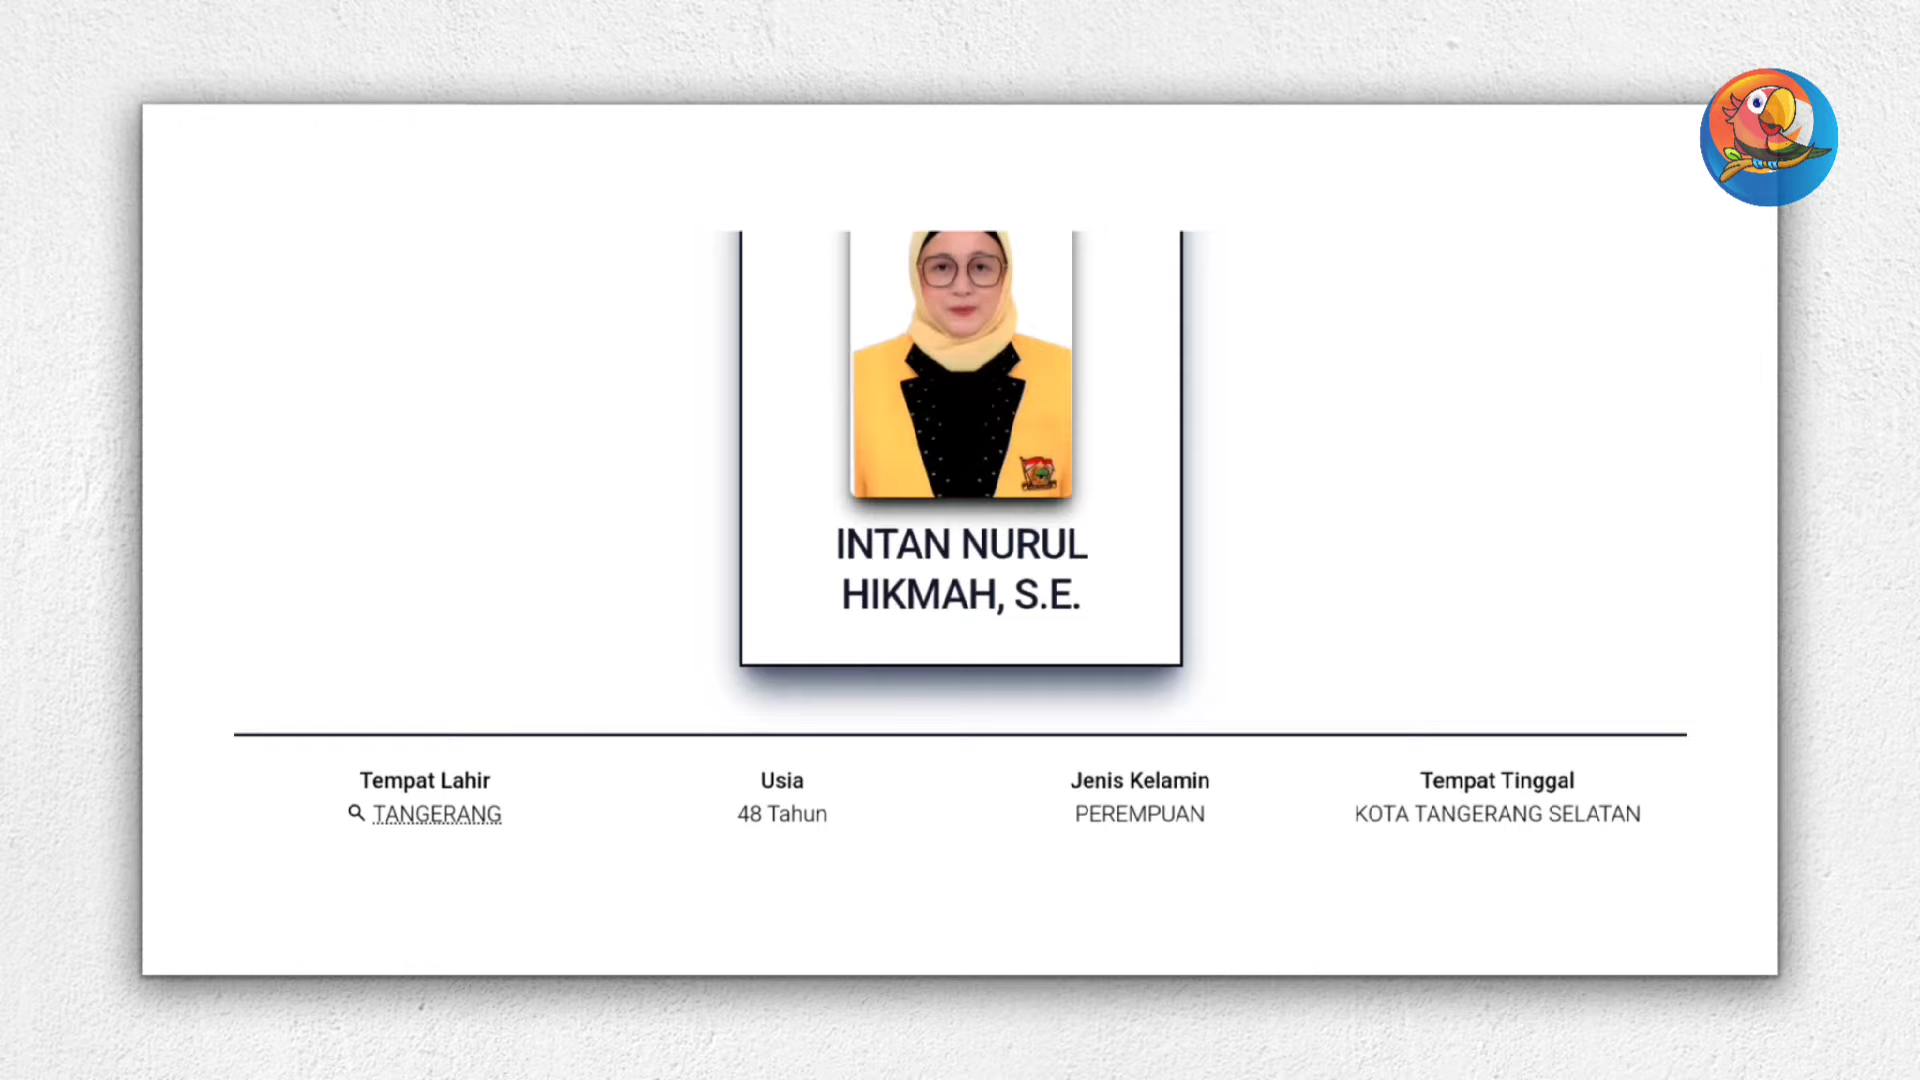 INTAN NURUL
HIKMAH, S.E.
Tempat Lahir
TANGERANG
Usia
48 Tahun
Jenis Kelamin
PEREMPUAN
Tempat Tinggal
KOTA TANGERANG SELATAN